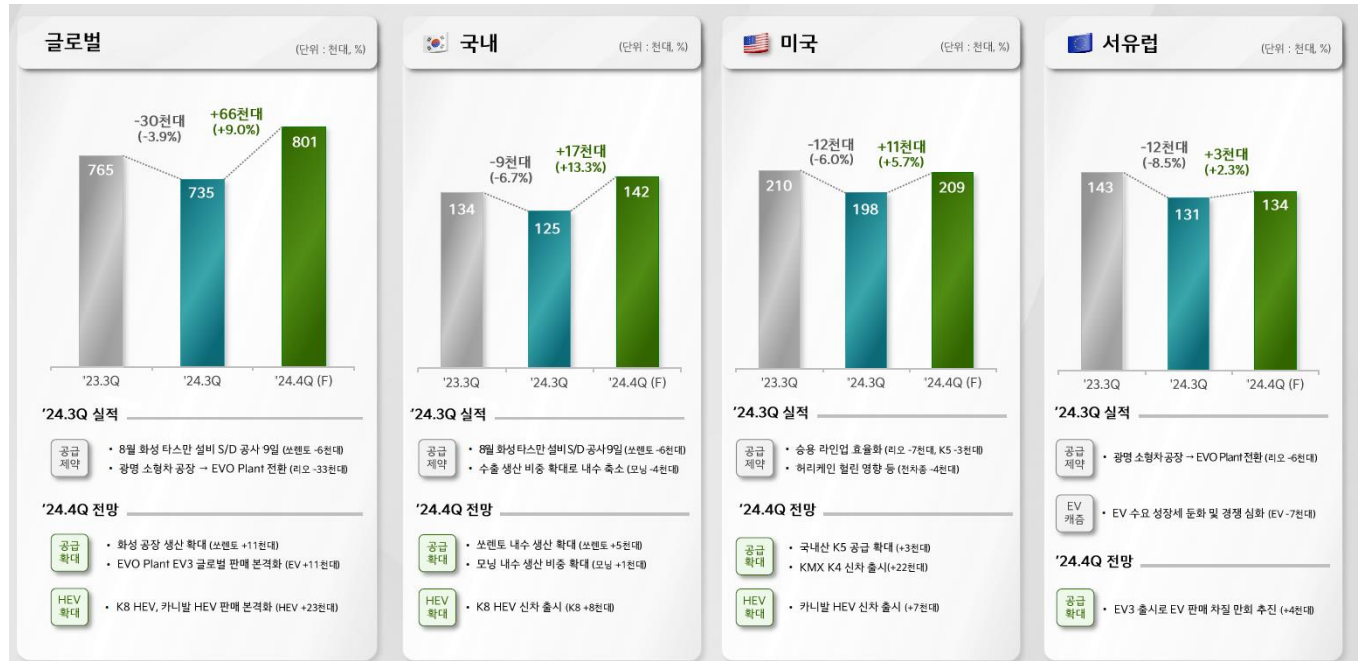 글로벌
(단위 : 천대, %)
-30천대
(-3.9%)
+66천대
(+9.0%)
765
735
801
'23.3Q
'24.3Q
'24.4Q (F)
'24.3Q 실적
공급
제약
• 8월 화성 타스만 설비 S/D 공사 9일 (쏘렌토 -6천대)
• 광명 소형차 공장 → EVO Plant 전환 (리오 -33천대)
'24.4Q 전망
공급
확대
• 화성 공장 생산 확대 (쏘렌토 +11천대)
• EVO Plant EV3 글로벌 판매 본격화 (EV +11천대)
HEV
확대
• K8 HEV, 카니발 HEV 판매 본격화 (HEV +23천대)
국내
(단위 : 천대, %)
-9천대
(-6.7%)
+17천대
(+13.3%)
134
125
142
'23.3Q
'24.3Q
'24.4Q (F)
'24.3Q 실적
공급
제약
• 8월 화성 타스만 설비 S/D 공사 9일 (쏘렌토 -6천대)
• 수출 생산 비중 확대로 내수 축소 (모닝 -4천대)
'24.4Q 전망
공급
확대
• 쏘렌토 내수 생산 확대 (쏘렌토 +5천대)
• 모닝 내수 생산 비중 확대 (모닝 +1천대)
HEV
확대
• K8 HEV 신차 출시 (K8 +8천대)
미국
(단위 : 천대, %)
-12천대
(-6.0%)
+11천대
(+5.7%)
210
198
209
'23.3Q
'24.3Q
'24.4Q (F)
'24.3Q 실적
공급
제약
• 승용 라인업 효율화 (리오 -7천대, K5 -3천대)
• 허리케인 헐린 영향 등 (전차종 -4천대)
'24.4Q 전망
공급
확대
• 국내산 K5 공급 확대 (+3천대)
• KMX K4 신차 출시(+22천대)
HEV
확대
• 카니발 HEV 신차 출시 (+7천대)
서유럽
(단위 : 천대, %)
-12천대
(-8.5%)
+3천대
(+2.3%)
143
131
134
'23.3Q
'24.3Q
'24.4Q (F)
'24.3Q 실적
공급
제약
• 광명 소형차 공장 → EVO Plant 전환 (리오 -6천대)
EV
캐즘
• EV 수요 성장세 둔화 및 경쟁 심화 (EV -7천대)
'24.4Q 전망
공급
확대
• EV3 출시로 EV 판매 차질 만회 추진 (+4천대)